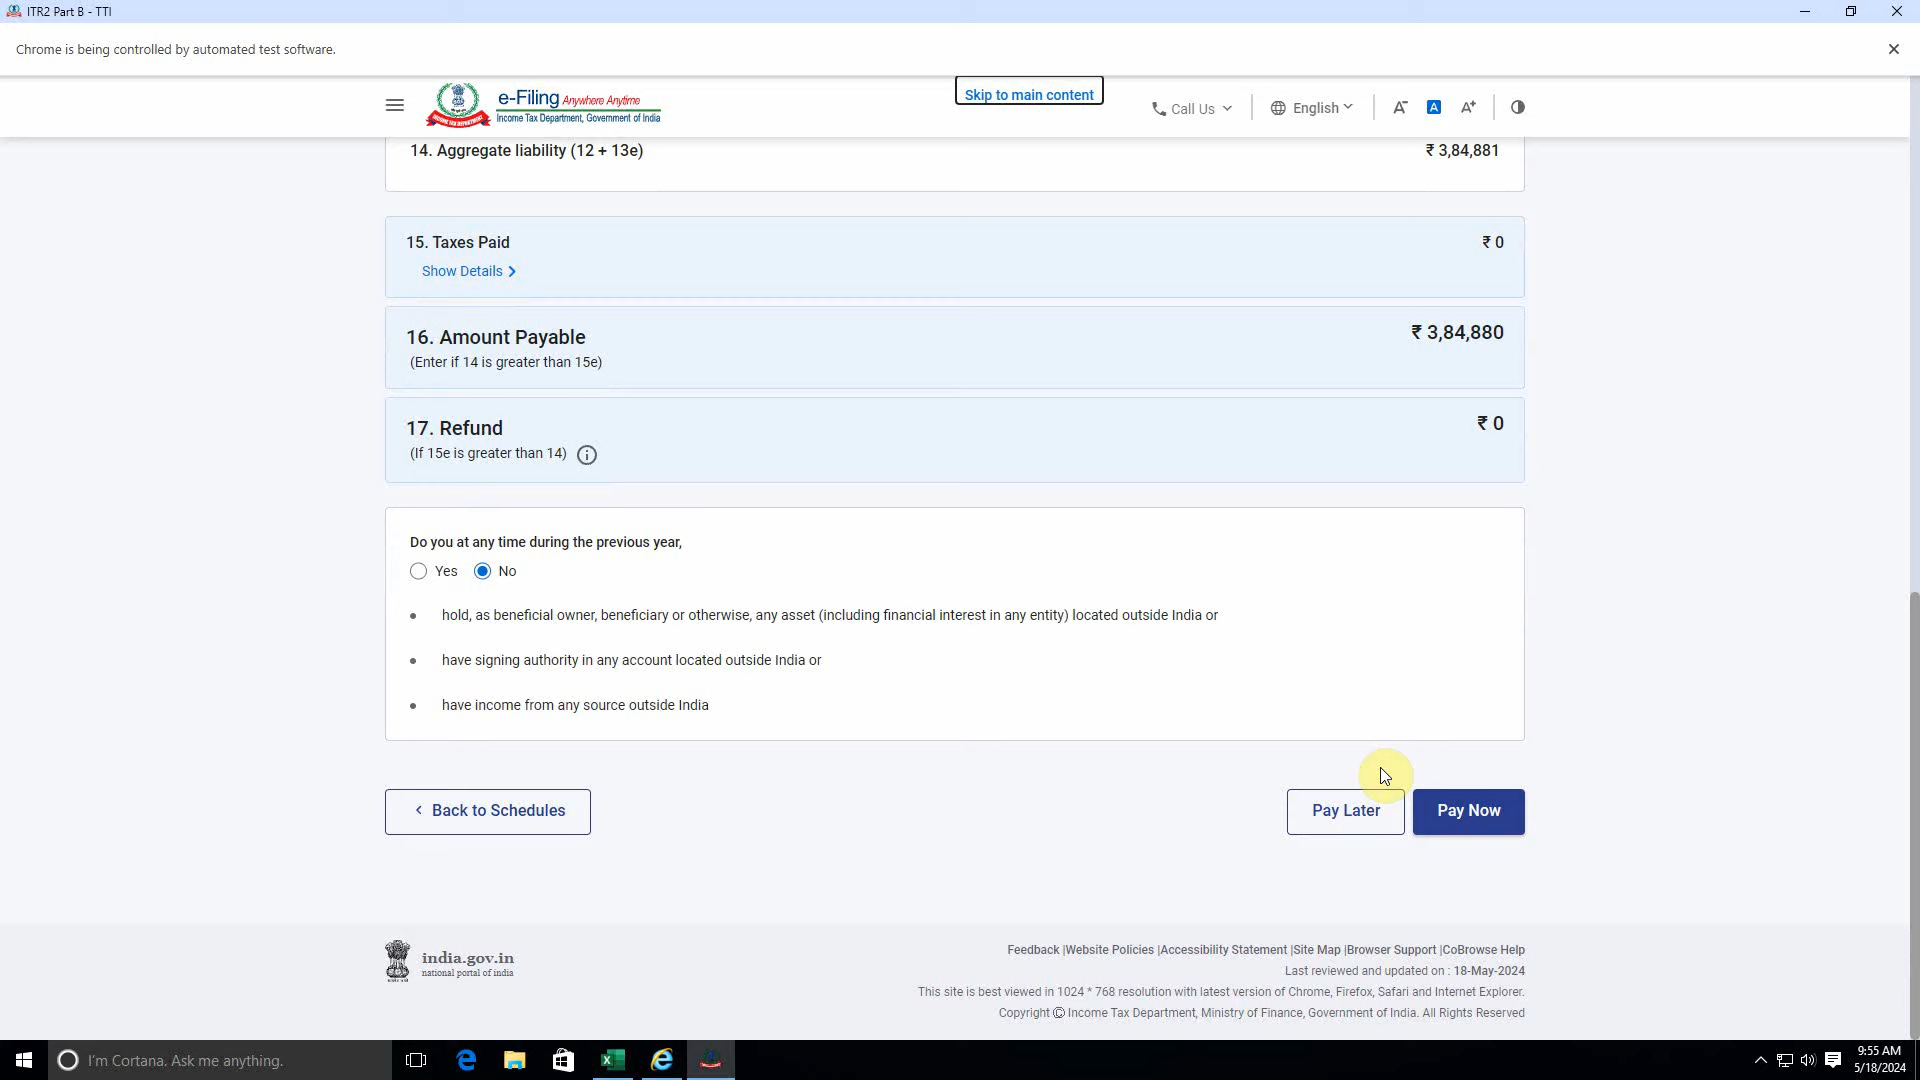 ITR2 Part B - TTI
Chrome is being controlled by automated test software.
e-Filing Anywhere Anytime
Income Tax Department, Government of India
INCOME TAX DEPARTMENT
Skip to main content
Call Us
English
A-
A
A+
14. Aggregate liability (12 + 13e) ₹ 3,84,881
15. Taxes Paid ₹ 0
Show Details
16. Amount Payable ₹ 3,84,880
(Enter if 14 is greater than 15e)
17. Refund ₹ 0
(If 15e is greater than 14)
Do you at any time during the previous year,
Yes No
• hold, as beneficial owner, beneficiary or otherwise, any asset (including financial interest in any entity) located outside India or
• have signing authority in any account located outside India or
• have income from any source outside India
Back to Schedules
Pay Later
Pay Now
india.gov.in
national portal of india
Feedback |Website Policies |Accessibility Statement |Site Map |Browser Support |CoBrowse Help
Last reviewed and updated on : 18-May-2024
This site is best viewed in 1024 * 768 resolution with latest version of Chrome, Firefox, Safari and Internet Explorer.
Copyright © Income Tax Department, Ministry of Finance, Government of India. All Rights Reserved
I'm Cortana. Ask me anything.
9:55 AM
5/18/2024